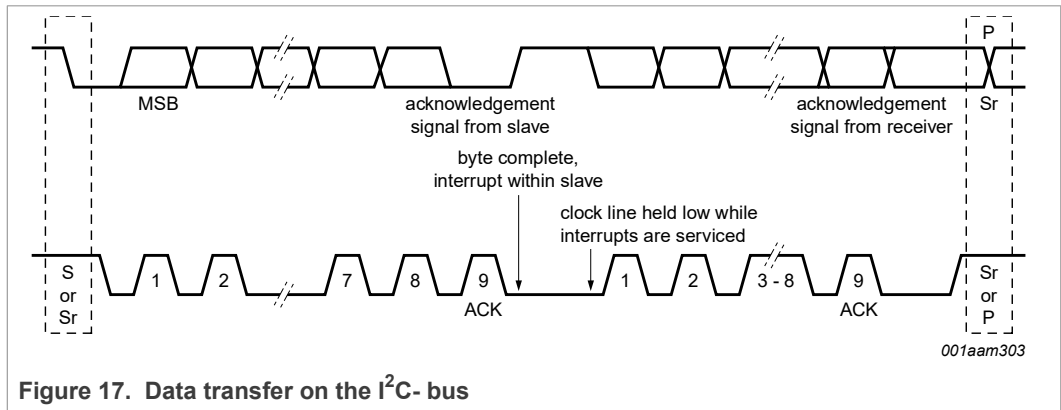 P
MSB
acknowledgement
signal from slave
acknowledgement
signal from receiver
Sr
byte complete,
interrupt within slave
clock line held low while
interrupts are serviced
S
or
Sr
1
2
7
8
9
1
2
3 - 8
9
Sr
or
P
ACK
ACK
001aam303
Figure 17. Data transfer on the I²C- bus